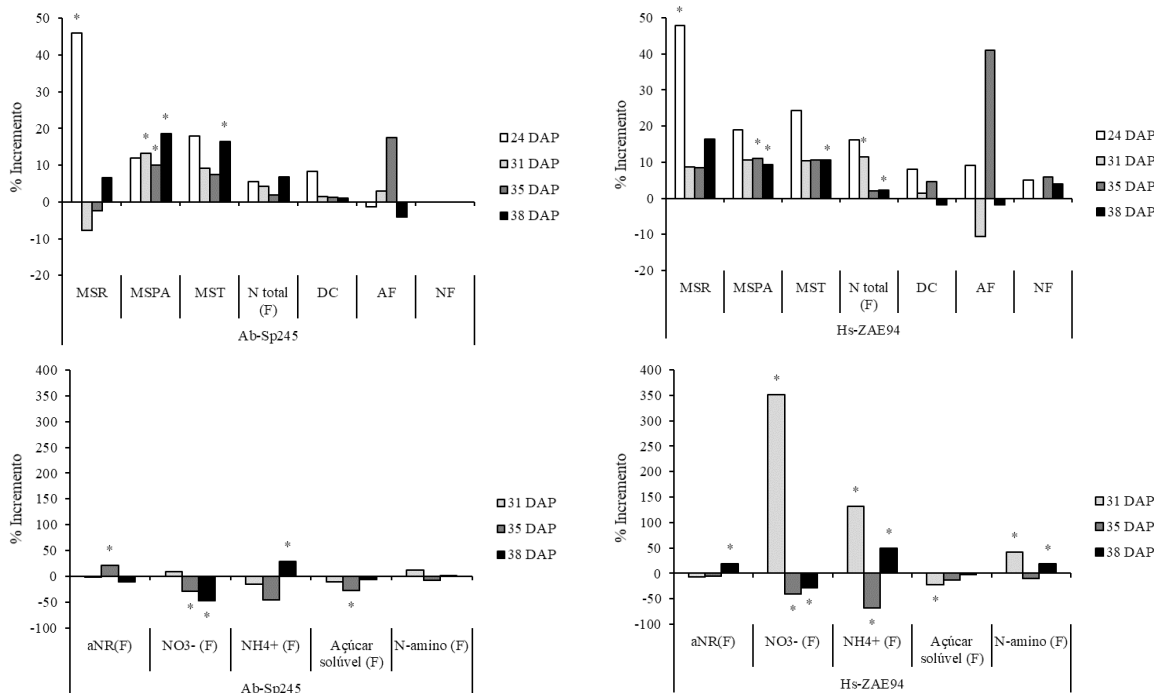 % Incremento
50
40
30
20
10
0
-10
-20
*
*
*
*
*
MSR MSPA MST N total (F) DC AF NF
Ab-Sp245
24 DAP
31 DAP
35 DAP
38 DAP
% Incremento
50
40
30
20
10
0
-10
-20
*
*
*
*
*
*
MSR MSPA MST N total (F) DC AF NF
Hs-ZAE94
24 DAP
31 DAP
35 DAP
38 DAP
% Incremento
400
350
300
250
200
150
100
50
0
-50
-100
*
*
*
*
*
aNR(F) NO3- (F) NH4+ (F) Açúcar solúvel (F) N-amino (F)
Ab-Sp245
31 DAP
35 DAP
38 DAP
% Incremento
400
350
300
250
200
150
100
50
0
-50
-100
*
*
*
*
*
*
*
*
*
*
aNR(F) NO3- (F) NH4+ (F) Açúcar solúvel (F) N-amino (F)
Hs-ZAE94
31 DAP
35 DAP
38 DAP